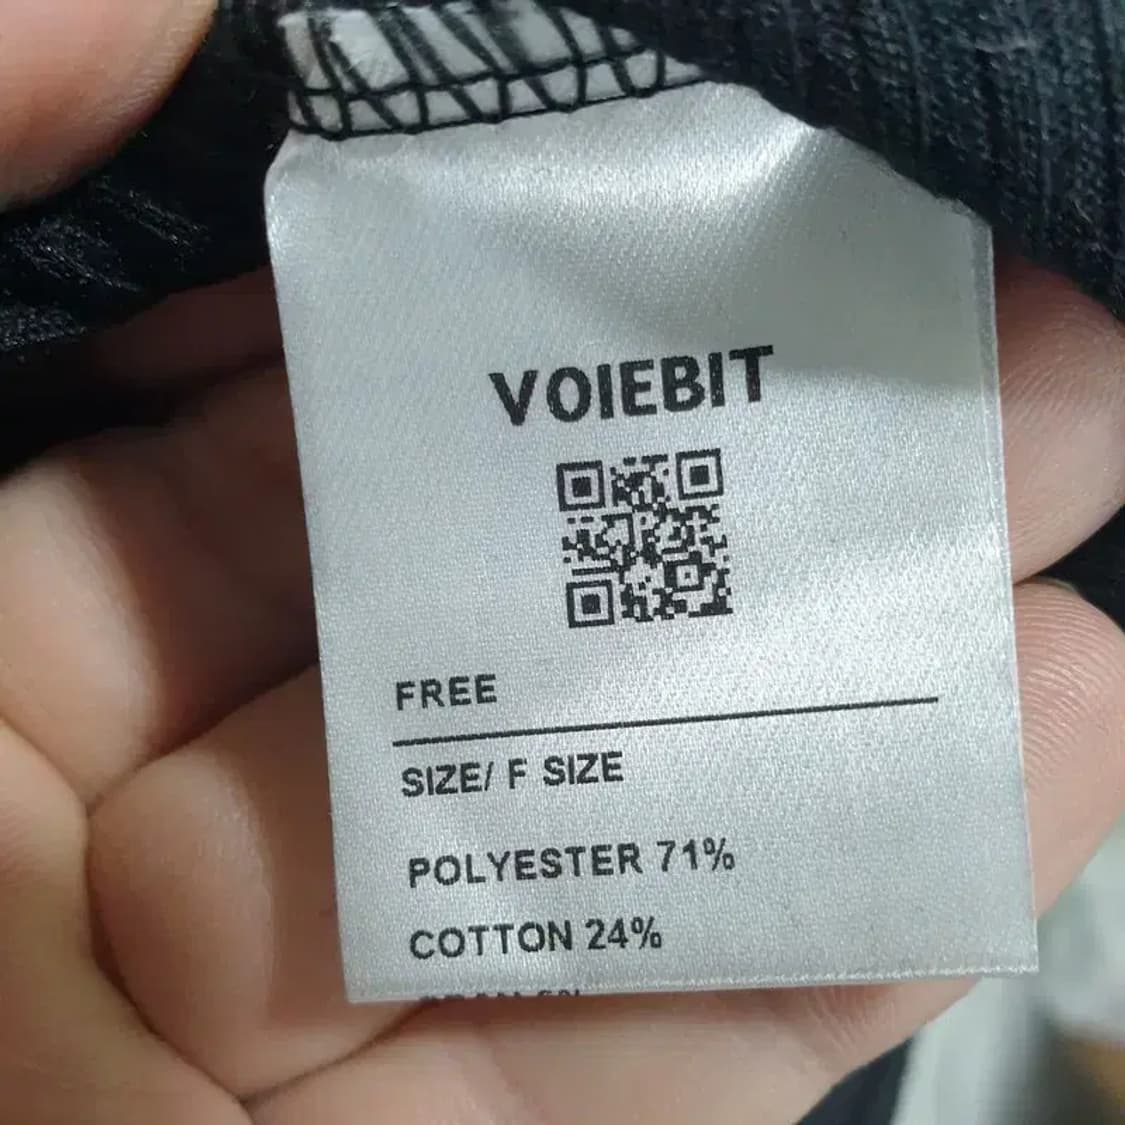 VOIEBIT
FREE
SIZE/ F SIZE
POLYESTER 71%
COTTON 24%